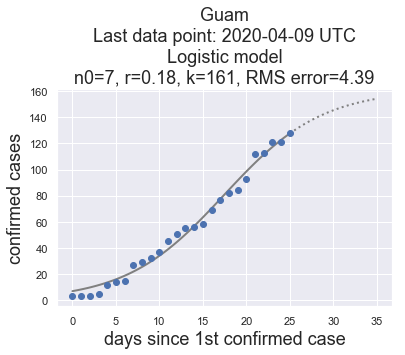 Guam
Last data point: 2020-04-09 UTC
Logistic model
n0=7, r=0.18, k=161, RMS error=4.39
160
140
120
100
80
60
40
20
0
confirmed cases
0 5 10 15 20 25 30 35
days since 1st confirmed case